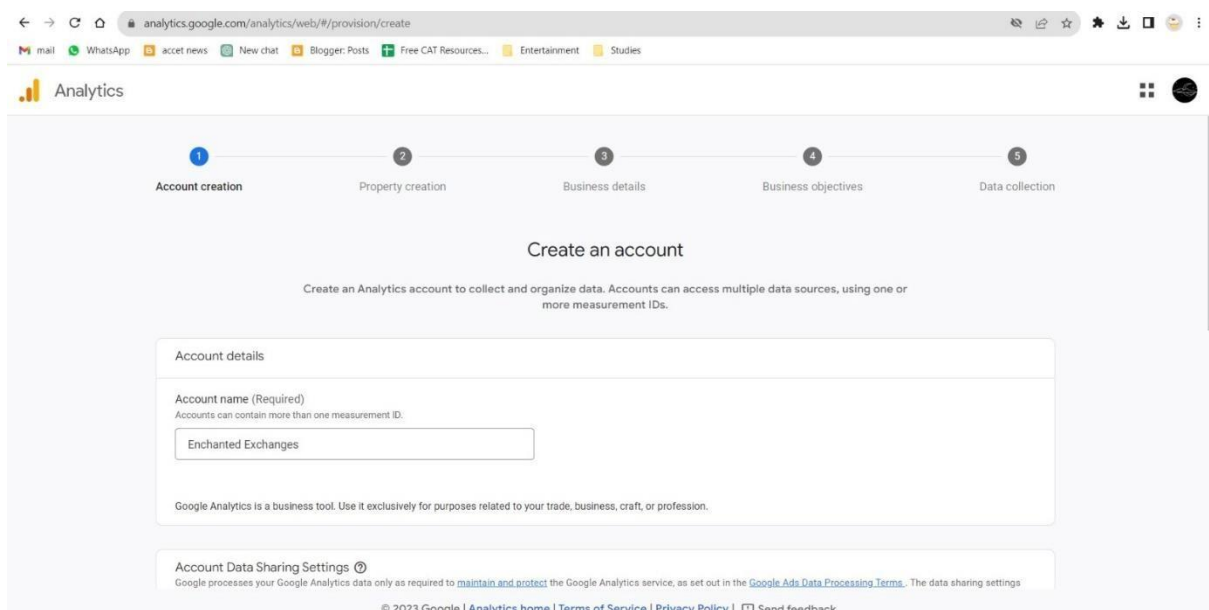 analytics.google.com/analytics/web/#/provision/create
mail WhatsApp accet news New chat Blogger: Posts Free CAT Resources... Entertainment Studies
Analytics
1 2 3 4 5
Account creation Property creation Business details Business objectives Data collection
Create an account
Create an Analytics account to collect and organize data. Accounts can access multiple data sources, using one or
more measurement IDs.
Account details
Account name (Required)
Accounts can contain more than one measurement ID.
Enchanted Exchanges
Google Analytics is a business tool. Use it exclusively for purposes related to your trade, business, craft, or profession.
Account Data Sharing Settings
Google processes your Google Analytics data only as required to maintain and protect the Google Analytics service, as set out in the Google Ads Data Processing Terms. The data sharing settings
© 2023 Google | Analytics home | Terms of Service | Privacy Policy | Send feedback